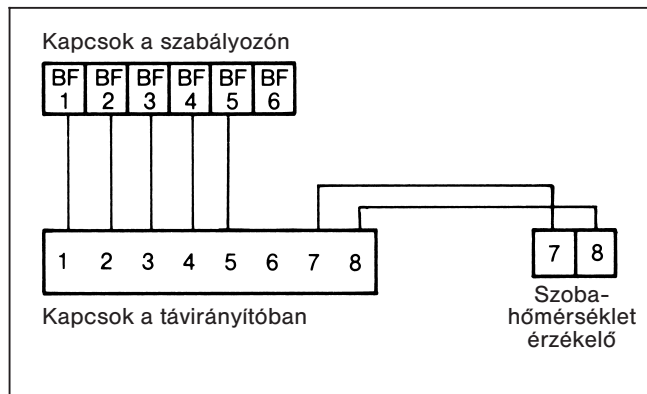 Kapcsok a szabályozón
BF BF BF BF BF BF
1 2 3 4 5 6
1 2 3 4 5 6 7 8
7 8
Kapcsok a távirányítóban
Szoba-
hőmérséklet
érzékelő